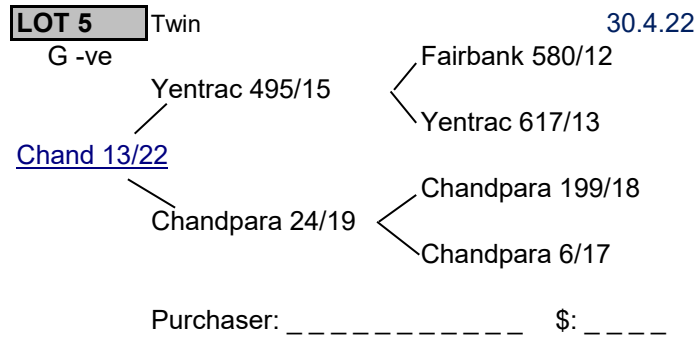 LOT 5 Twin 30.4.22
G -ve Fairbank 580/12
Yentrac 495/15
Yentrac 617/13
Chand 13/22
Chandpara 199/18
Chandpara 24/19
Chandpara 6/17
Purchaser: _ _ _ _ _ _ _ _ _ _ _ $: _ _ _ _